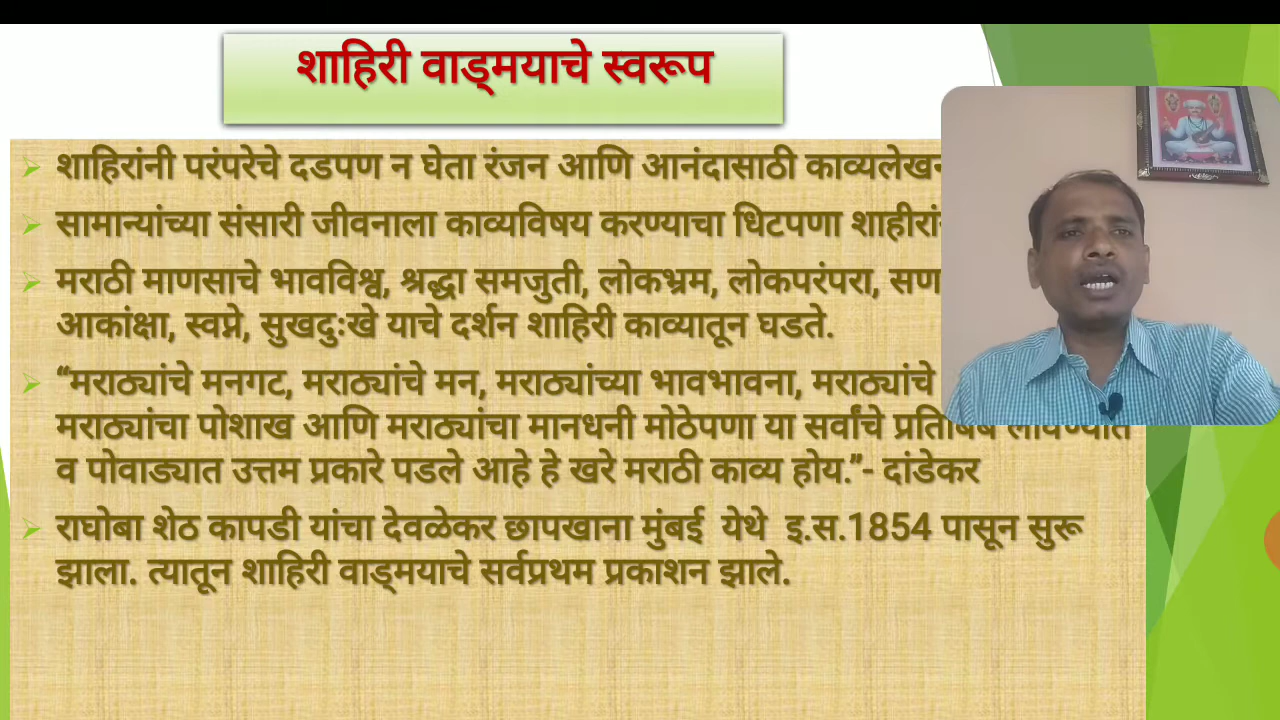 शाहिरी वाड्मयाचे स्वरूप
शाहिरांनी परंपरेचे दडपण न घेता रंजन आणि आनंदासाठी
सामान्यांच्या संसारी जीवनाला काव्यविषय करण्याचा धिटपणा
मराठी माणसाचे भावविश्व, श्रद्धा समजुती, लोकभ्रम, लोकपरंपरा,
आकांक्षा, स्वप्ने, सुखदुःखे याचे दर्शन शाहिरी काव्यातून घडते.
“मराठ्यांचे मनगट, मराठ्यांचे मन, मराठ्यांच्या भावभावना, मराठ्यांचे
मराठ्यांचा पोशाख आणि मराठ्यांचा मानधनी मोठेपणा या सर्वांचे
व पोवाड्यात उत्तम प्रकारे पडले आहे हे खरे मराठी काव्य होय.”- दांडेकर
राघोबा शेठ कापडी यांचा देवळेकर छापखाना मुंबई येथे इ.स.1854 पासून सुरू
झाला. त्यातून शाहिरी वाड्मयाचे सर्वप्रथम प्रकाशन झाले.